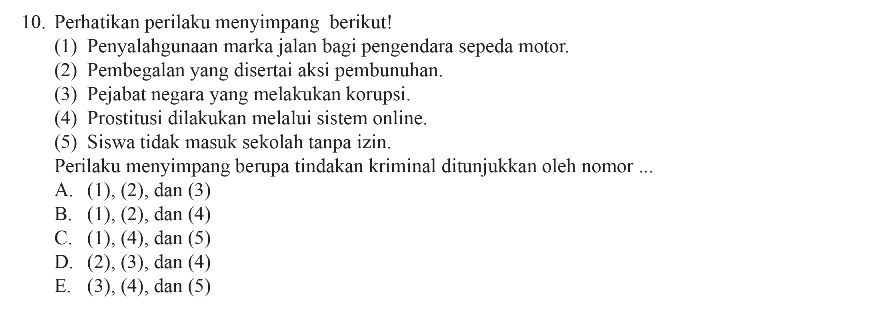 10. Perhatikan perilaku menyimpang berikut!
(1) Penyalahgunaan marka jalan bagi pengendara sepeda motor.
(2) Pembegalan yang disertai aksi pembunuhan.
(3) Pejabat negara yang melakukan korupsi.
(4) Prostitusi dilakukan melalui sistem online.
(5) Siswa tidak masuk sekolah tanpa izin.
Perilaku menyimpang berupa tindakan kriminal ditunjukkan oleh nomor ...
A. (1), (2), dan (3)
B. (1), (2), dan (4)
C. (1), (4), dan (5)
D. (2), (3), dan (4)
E. (3), (4), dan (5)